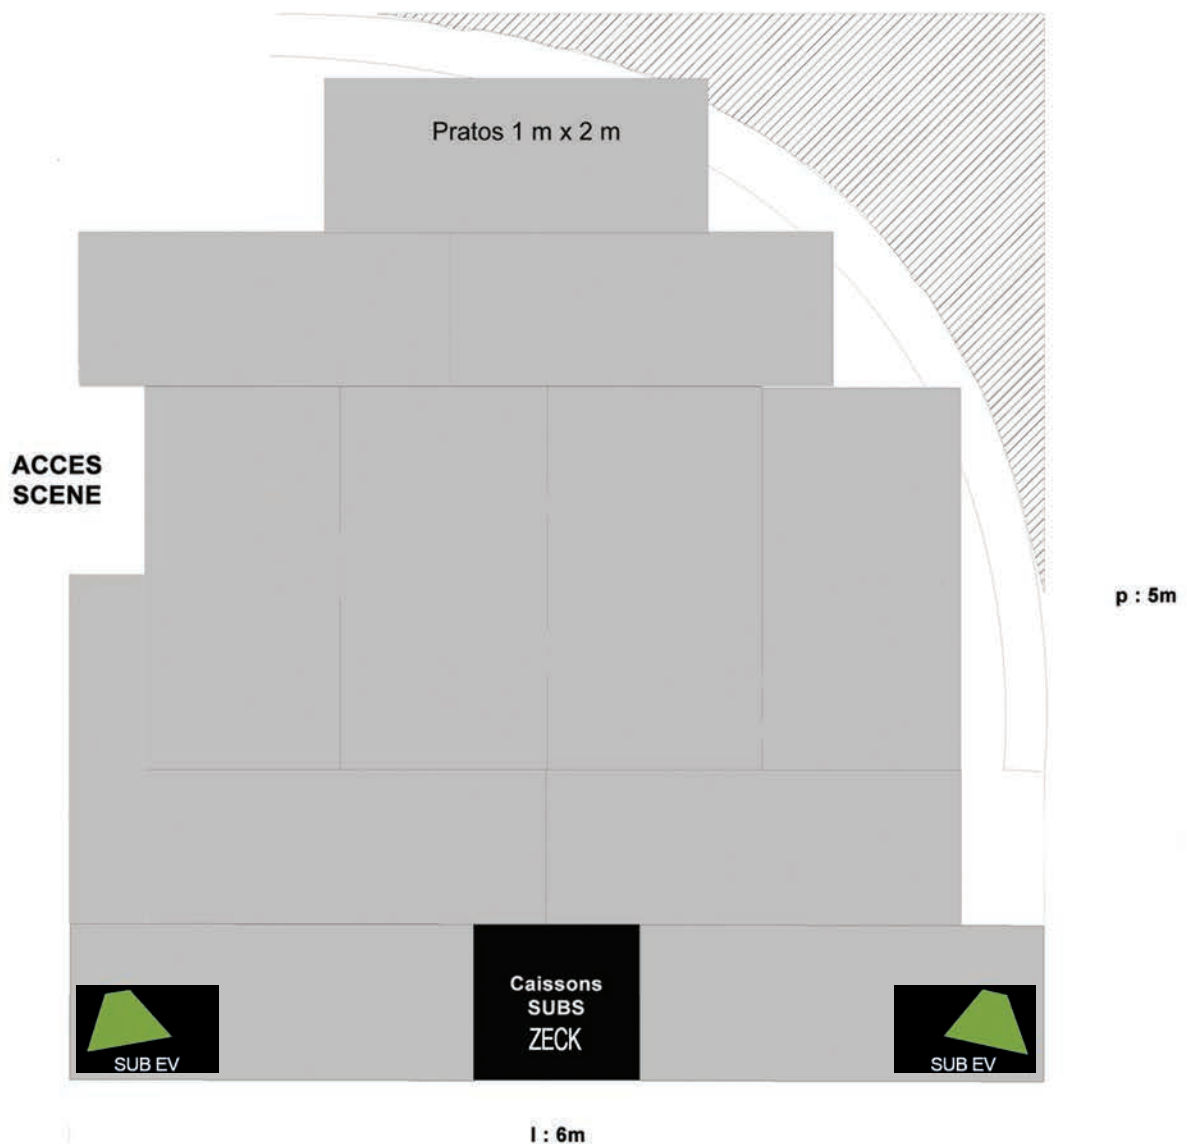 Pratos 1 m x 2 m
ACCES
SCENE
p : 5m
Caissons
SUBS
ZECK
SUB EV
SUB EV
l : 6m